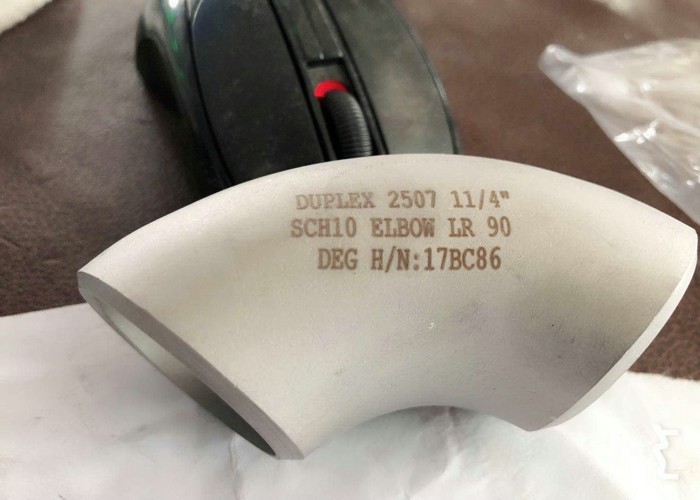 DUPLEX 2507 11/4"
SCH10 ELBOW LR 90
DEG H/N:17BC86